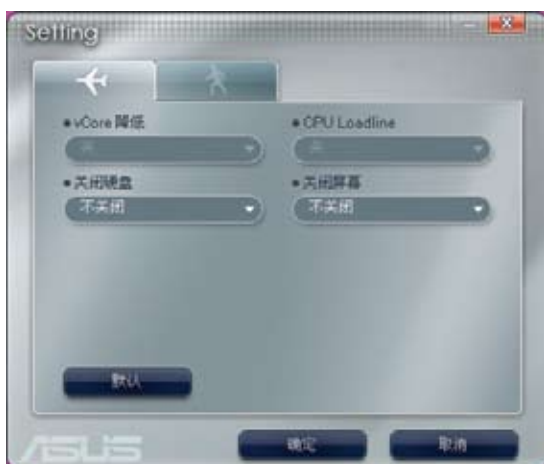 Setting
vCore 降低
CPU Loadline
关闭硬盘
关闭屏幕
不关闭
不关闭
默认
确定
取消
ASUS